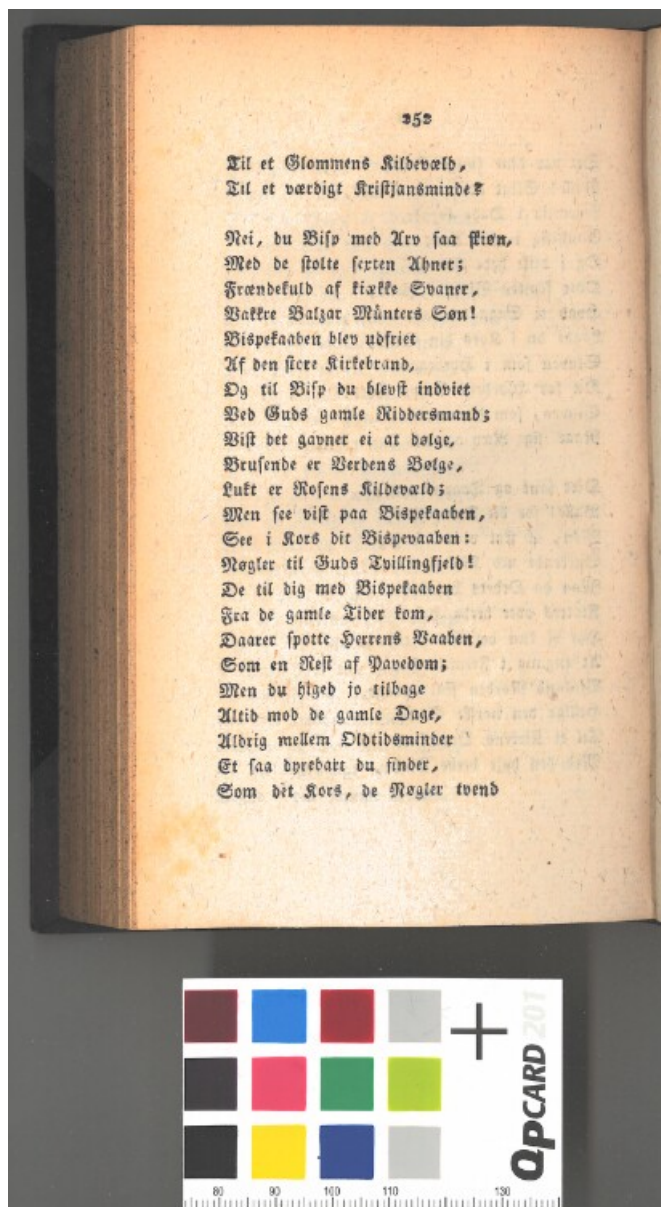 252
Til et Glommens Kildevæld,
Til et værdigt Kristjansminde?
Nei, du Bisp med Arv saa skiøn,
Med de stolte sexten Ahner;
Frændekuld af kiække Svaner,
Vakkre Balzar Münters Søn!
Bispekaaben blev udfriet
Af den store Kirkebrand,
Og til Bisp du blevst indviet
Ved Guds gamle Riddersmand;
Vist det gavner ei at dølge,
Brusende er Verdens Bølge,
Lukt er Rosens Kildevæld;
Men see vist paa Bispekaaben,
See i Kors dit Bispevaaben:
Nøgler til Guds Tvillingfjeld!
De til dig med Bispekaaben
Fra de gamle Tider kom,
Daarer spotte Herrens Vaaben,
Som en Rest af Pavedom;
Men du higed jo tilbage
Altid mod de gamle Dage,
Aldrig mellem Oldtidsminder
Et saa dyrebart du finder,
Som det Kors, de Nøgler tvend
QPCARD 201
80 90 100 110 130